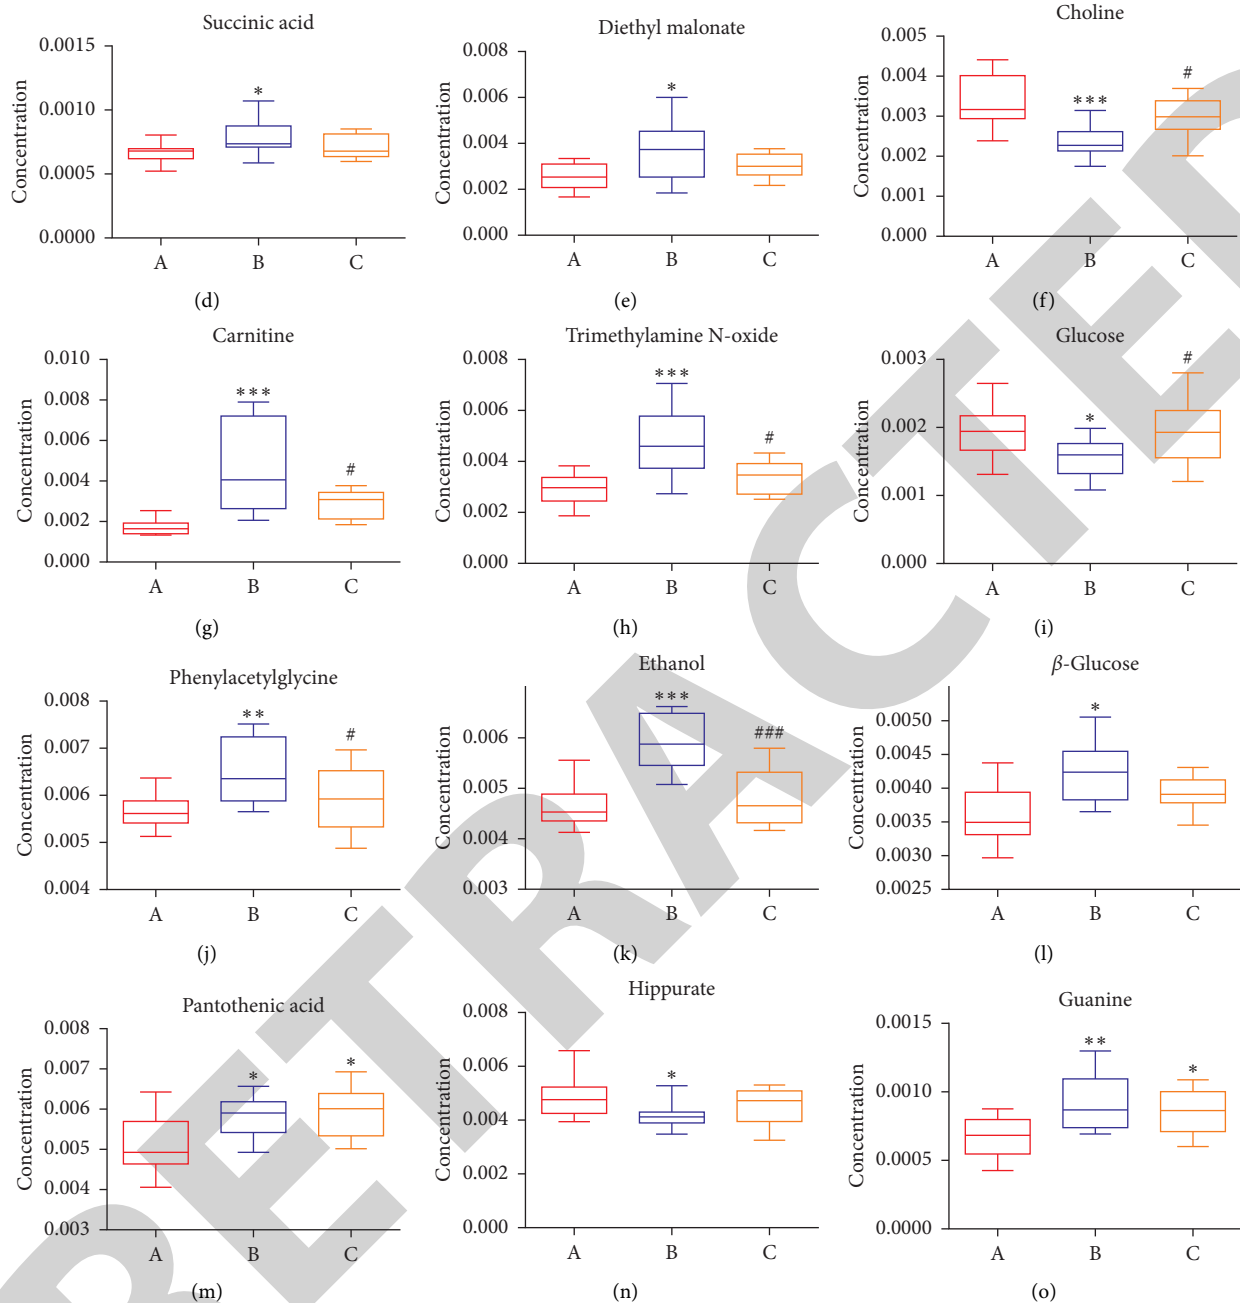 Succinic acid
0.0015
0.0010
0.0005
0.0000
Concentration
*
A B C
(d)
Diethyl malonate
0.008
0.006
0.004
0.002
0.000
Concentration
*
A B C
(e)
Choline
0.005
0.004
0.003
0.002
0.001
0.000
Concentration
***
#
A B C
(f)
Carnitine
0.010
0.008
0.006
0.004
0.002
0.000
Concentration
***
#
A B C
(g)
Trimethylamine N-oxide
0.008
0.006
0.004
0.002
0.000
Concentration
***
#
A B C
(h)
Glucose
0.003
0.002
0.001
0.000
Concentration
*
#
A B C
(i)
Phenylacetylglycine
0.008
0.007
0.006
0.005
0.004
Concentration
**
#
A B C
(j)
Ethanol
0.006
0.005
0.004
0.003
Concentration
***
###
A B C
(k)
β-Glucose
0.0050
0.0045
0.0040
0.0035
0.0030
0.0025
Concentration
*
A B C
(l)
Pantothenic acid
0.008
0.007
0.006
0.005
0.004
0.003
Concentration
*
*
A B C
(m)
Hippurate
0.008
0.006
0.004
0.002
0.000
Concentration
*
A B C
(n)
Guanine
0.0015
0.0010
0.0005
0.0000
Concentration
**
*
A B C
(o)
RETRACTED